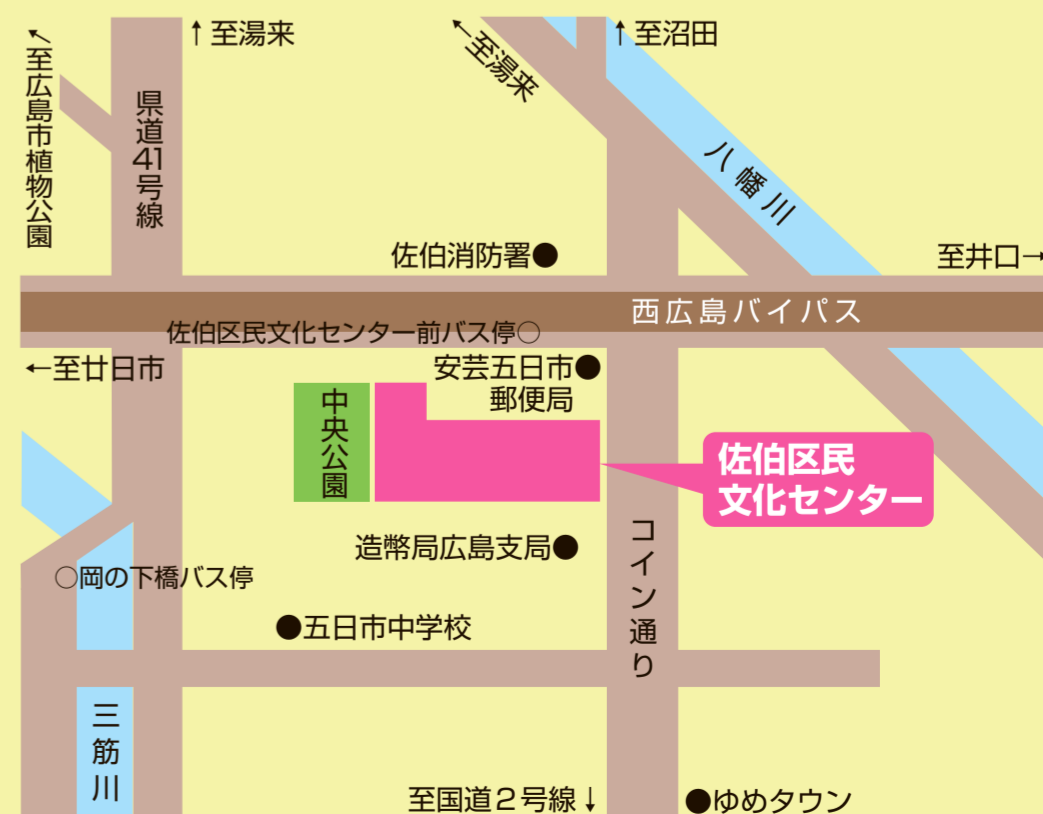 ↑至湯来
←至湯来
↑至沼田
←至広島市植物公園
県道41号線
八幡川
佐伯消防署●
至井口→
西広島バイパス
佐伯区民文化センター前バス停○
←至廿日市
安芸五日市●
郵便局
中央公園
佐伯区民
文化センター
コイン通り
造幣局広島支局●
○岡の下橋バス停
●五日市中学校
三筋川
至国道2号線↓
●ゆめタウン